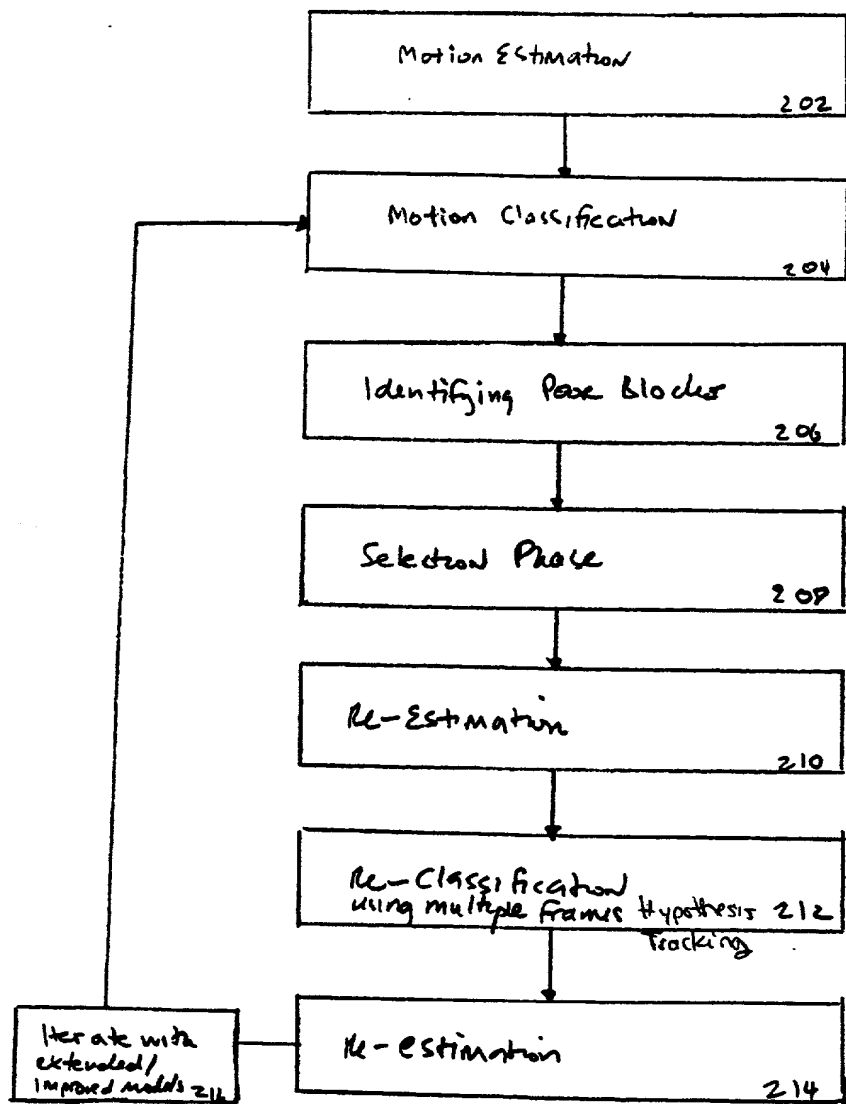 Motion Estimation
202
Motion Classification
204
Identifying Poor Blocks
206
Selection Phase
208
Re-Estimation
210
Re-Classification
using multiple frames Hypothesis 212
Tracking
Re-estimation
214
Iterate with
extended/
improved models 216